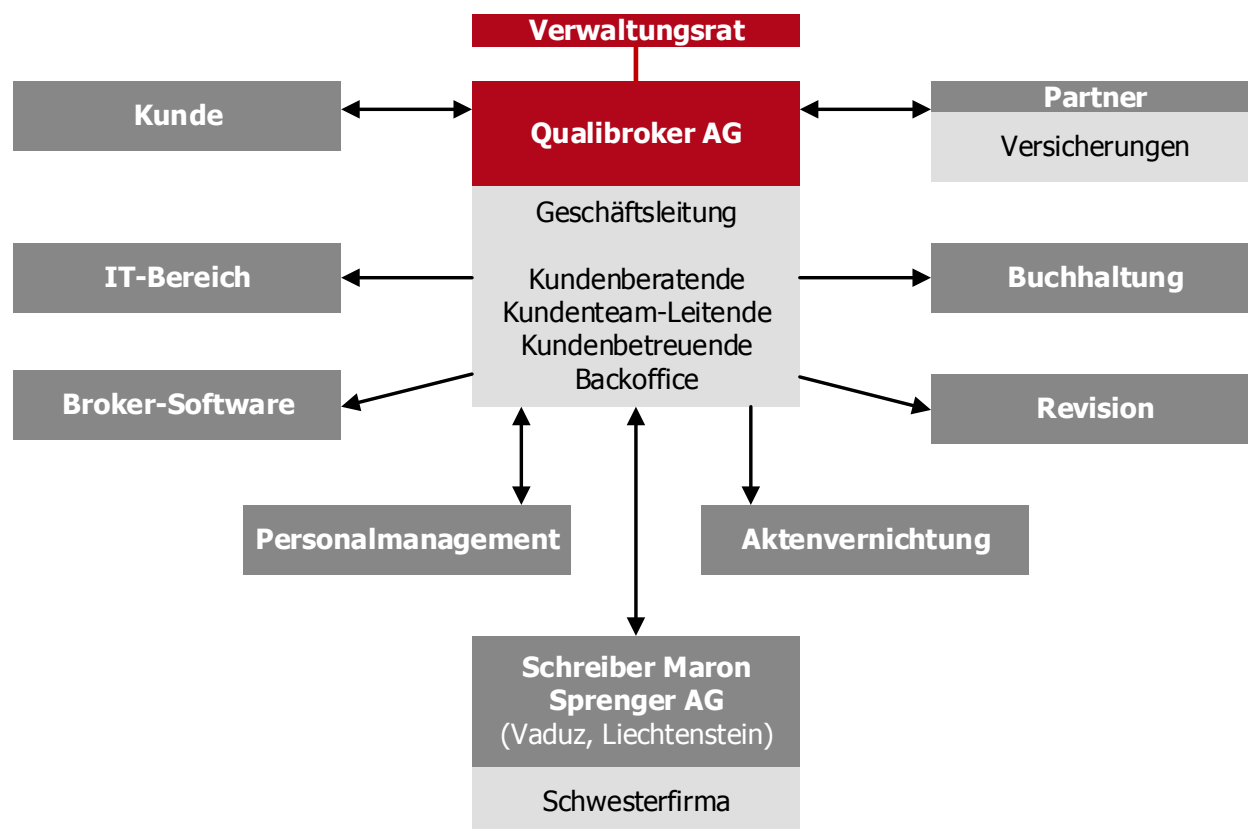 Verwaltungsrat
Kunde
Qualibroker AG
Partner
Versicherungen
Geschäftsleitung
IT-Bereich
Kundenberatende
Kundenteam-Leitende
Kundenbetreuende
Backoffice
Buchhaltung
Broker-Software
Revision
Personalmanagement
Aktenvernichtung
Schreiber Maron
Sprenger AG
(Vaduz, Liechtenstein)
Schwesterfirma